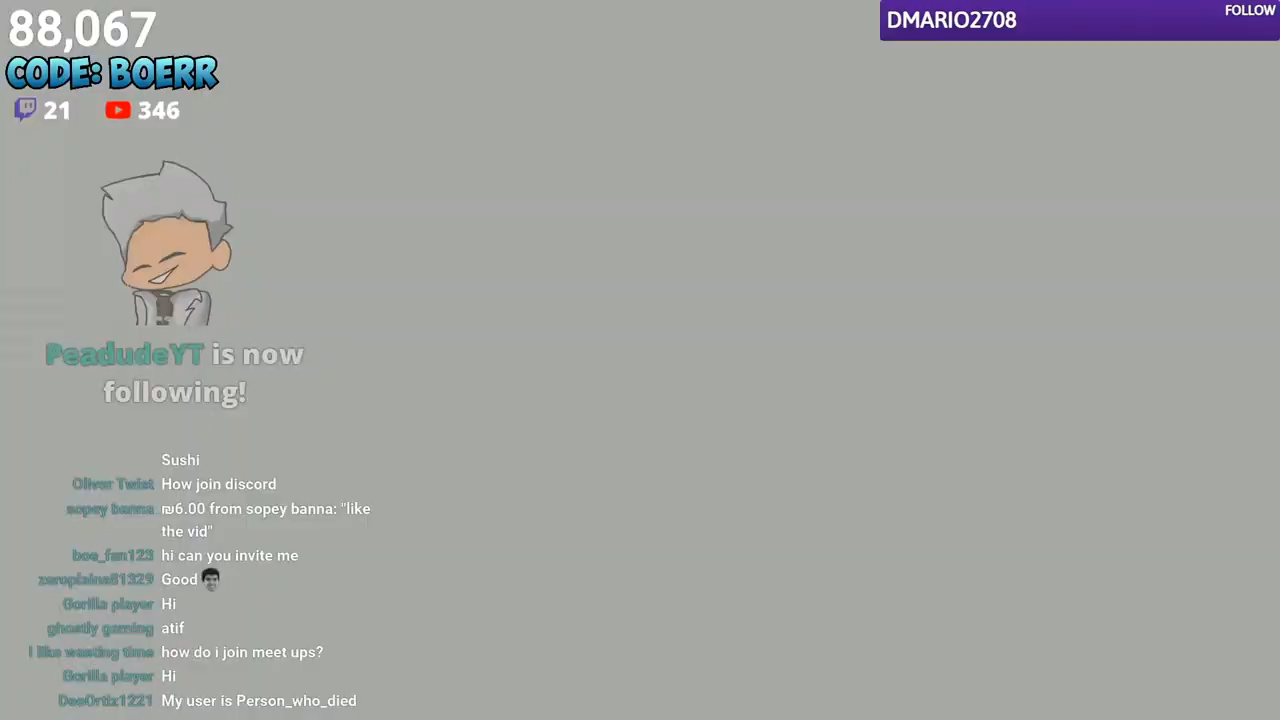 88,067
DMARIO2708
FOLLOW
CODE: BOERR
21 346
PeadudeYT is now
following!
Sushi
Oliver Twist How join discord
sopey banna ₪6.00 from sopey banna: "like
the vid"
boe_fan123 hi can you invite me
zeroplains81329 Good
Gorilla player Hi
ghostly gaming atif
I like wasting time how do i join meet ups?
Gorilla player Hi
DeeOrtix1221 My user is Person_who_died